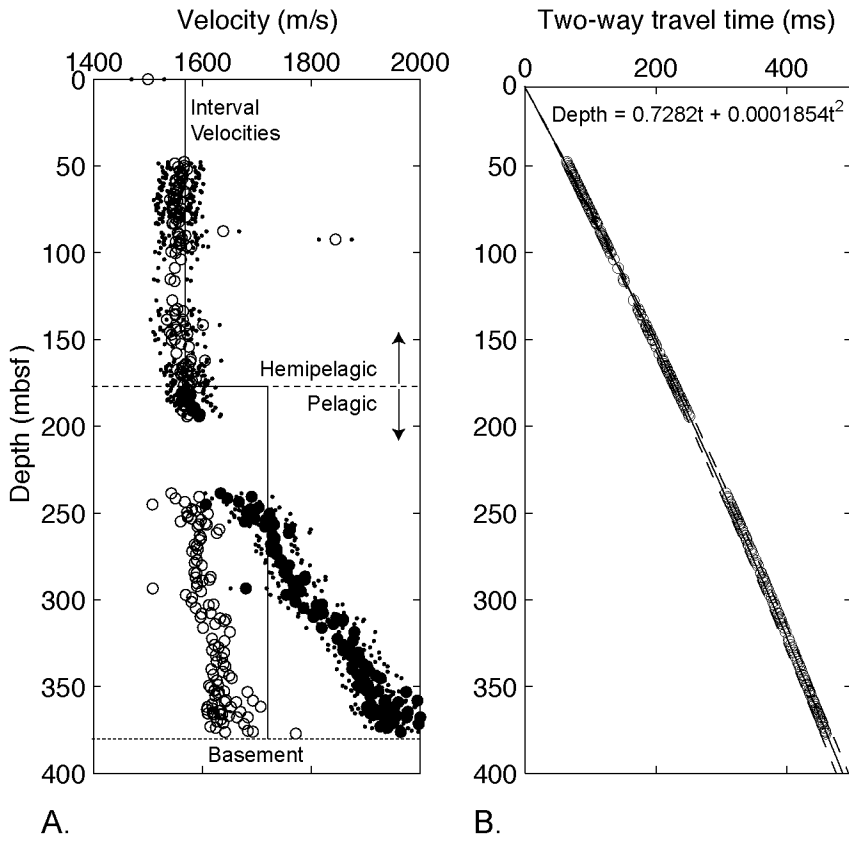 Velocity (m/s)
1400 1600 1800 2000
0
50
100
150
200
250
300
350
400
Depth (mbsf)
Interval
Velocities
Hemipelagic
Pelagic
Basement
A.
Two-way travel time (ms)
0 200 400
0
50
100
150
200
250
300
350
400
Depth = 0.7282t + 0.0001854t²
B.